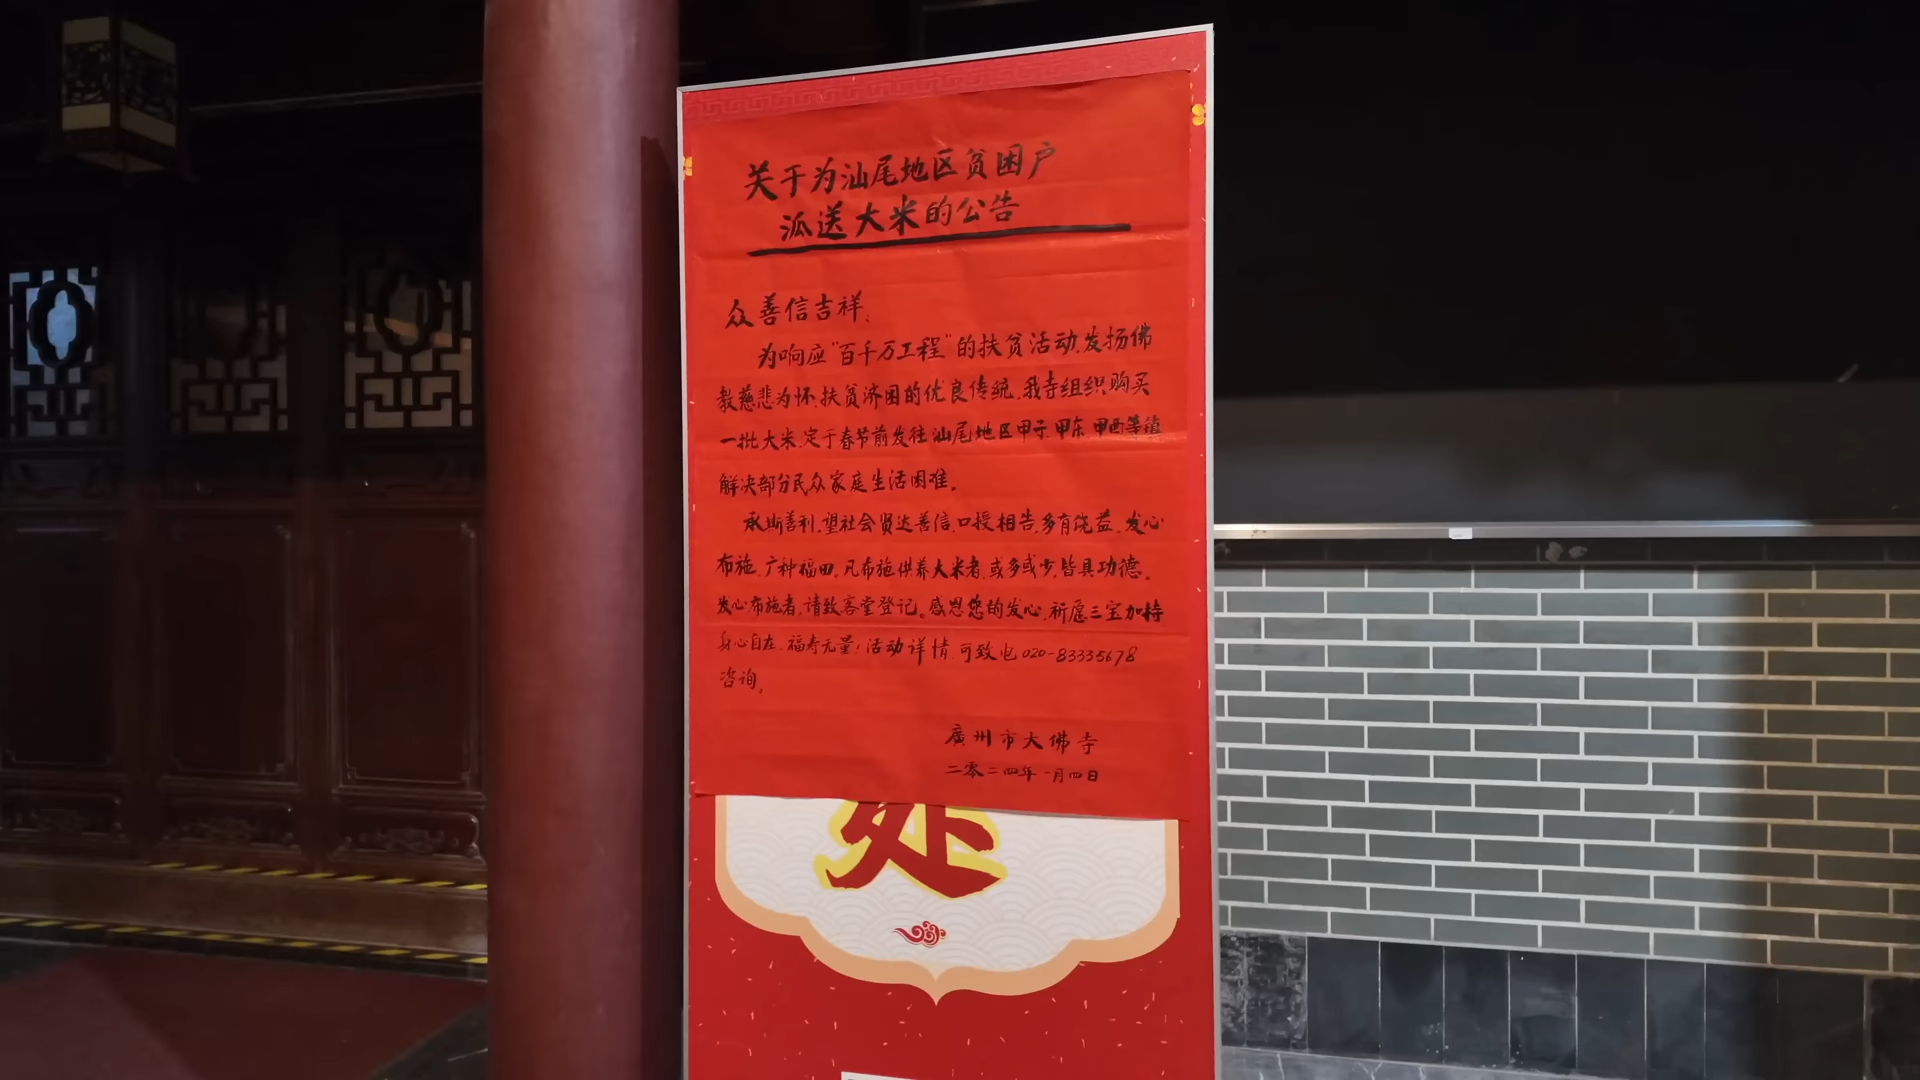 关于为汕尾地区贫困户
派送大米的公告
众善信吉祥：
为响应“百千万工程”的扶贫活动，发扬佛
教慈悲为怀，扶贫济困的优良传统，我寺组织购买
一批大米，定于春节前发往汕尾地区甲子、甲东、甲西等镇
解决部分民众家庭生活困难。
承斯善利，望社会贤达善信，口授相告，多有饶益，发心
布施，广种福田。凡布施供养大米者，或多或少，皆具功德。
发心布施者，请致客堂登记。感恩您的发心，祈愿三宝加持
身心自在，福寿无量！活动详情，可致电020-83335678
咨询。
廣州市大佛寺
二零二四年一月四日
处